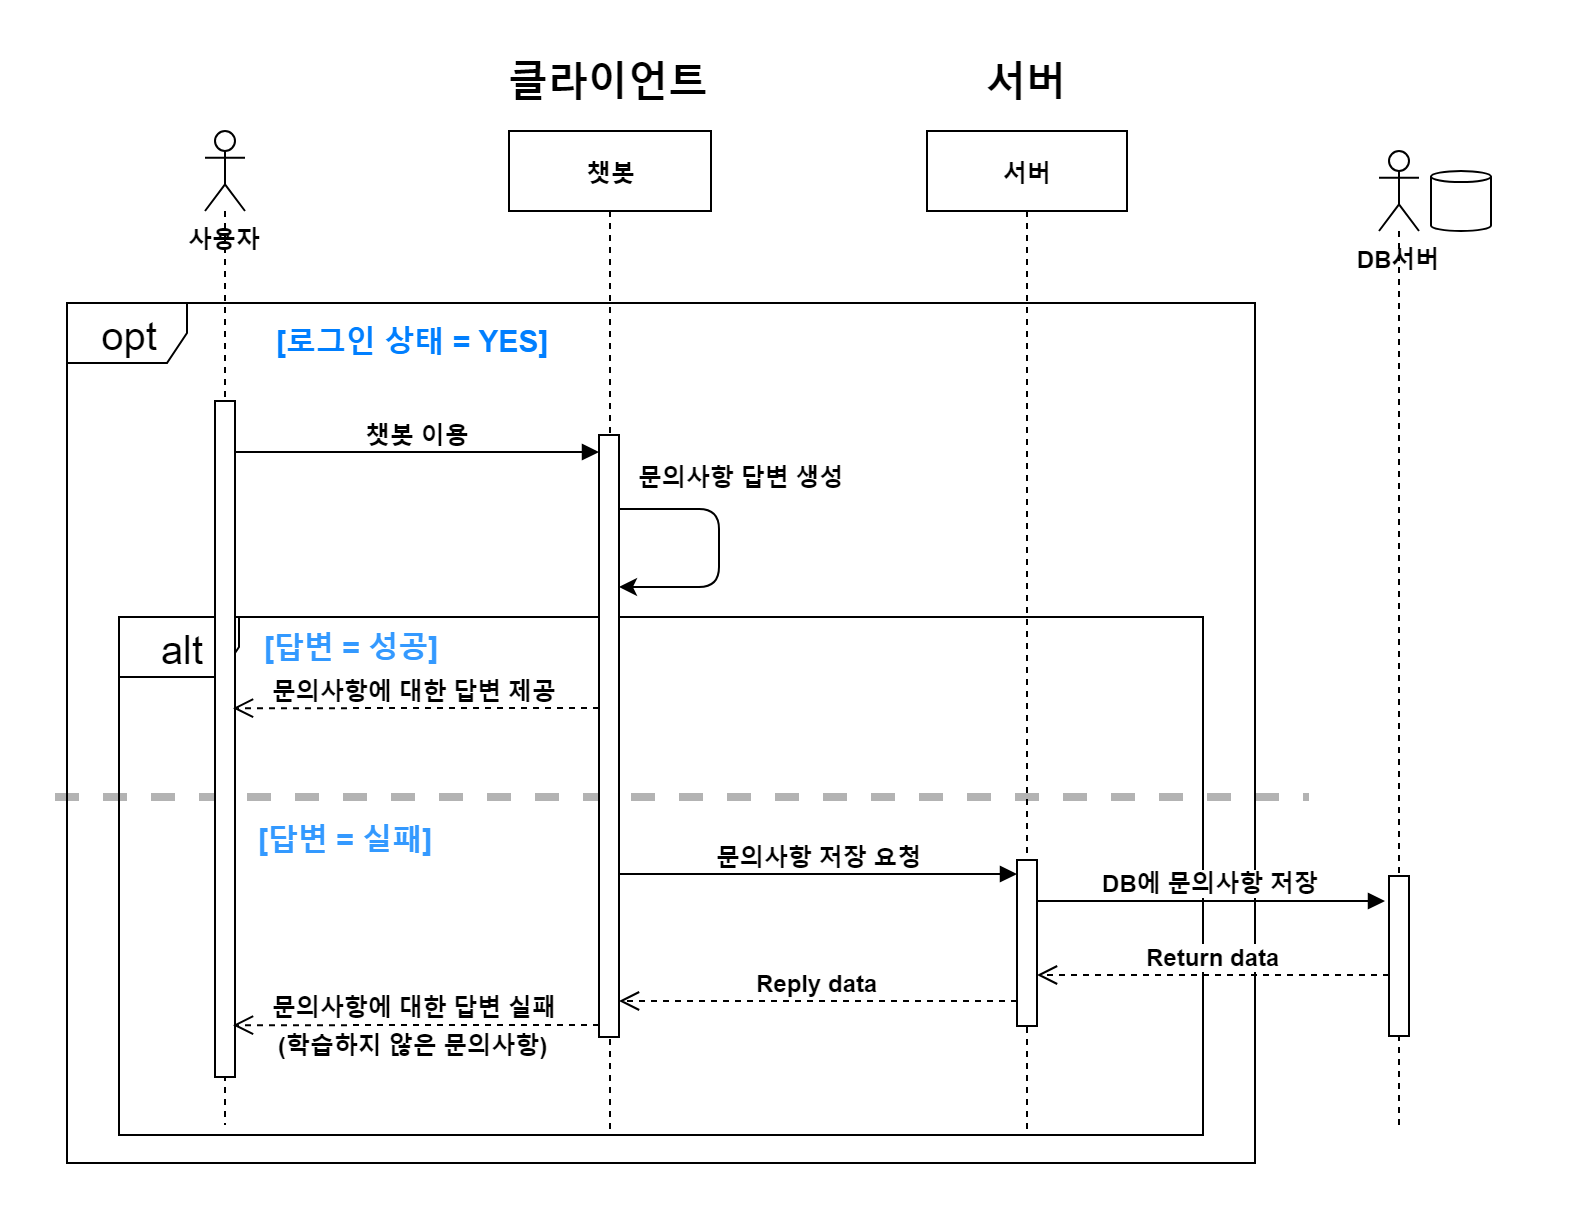 클라이언트
서버
챗봇
서버
사용자
DB서버
opt
[로그인 상태 = YES]
챗봇 이용
문의사항 답변 생성
alt
[답변 = 성공]
문의사항에 대한 답변 제공
[답변 = 실패]
문의사항 저장 요청
DB에 문의사항 저장
Return data
Reply data
문의사항에 대한 답변 실패
(학습하지 않은 문의사항)